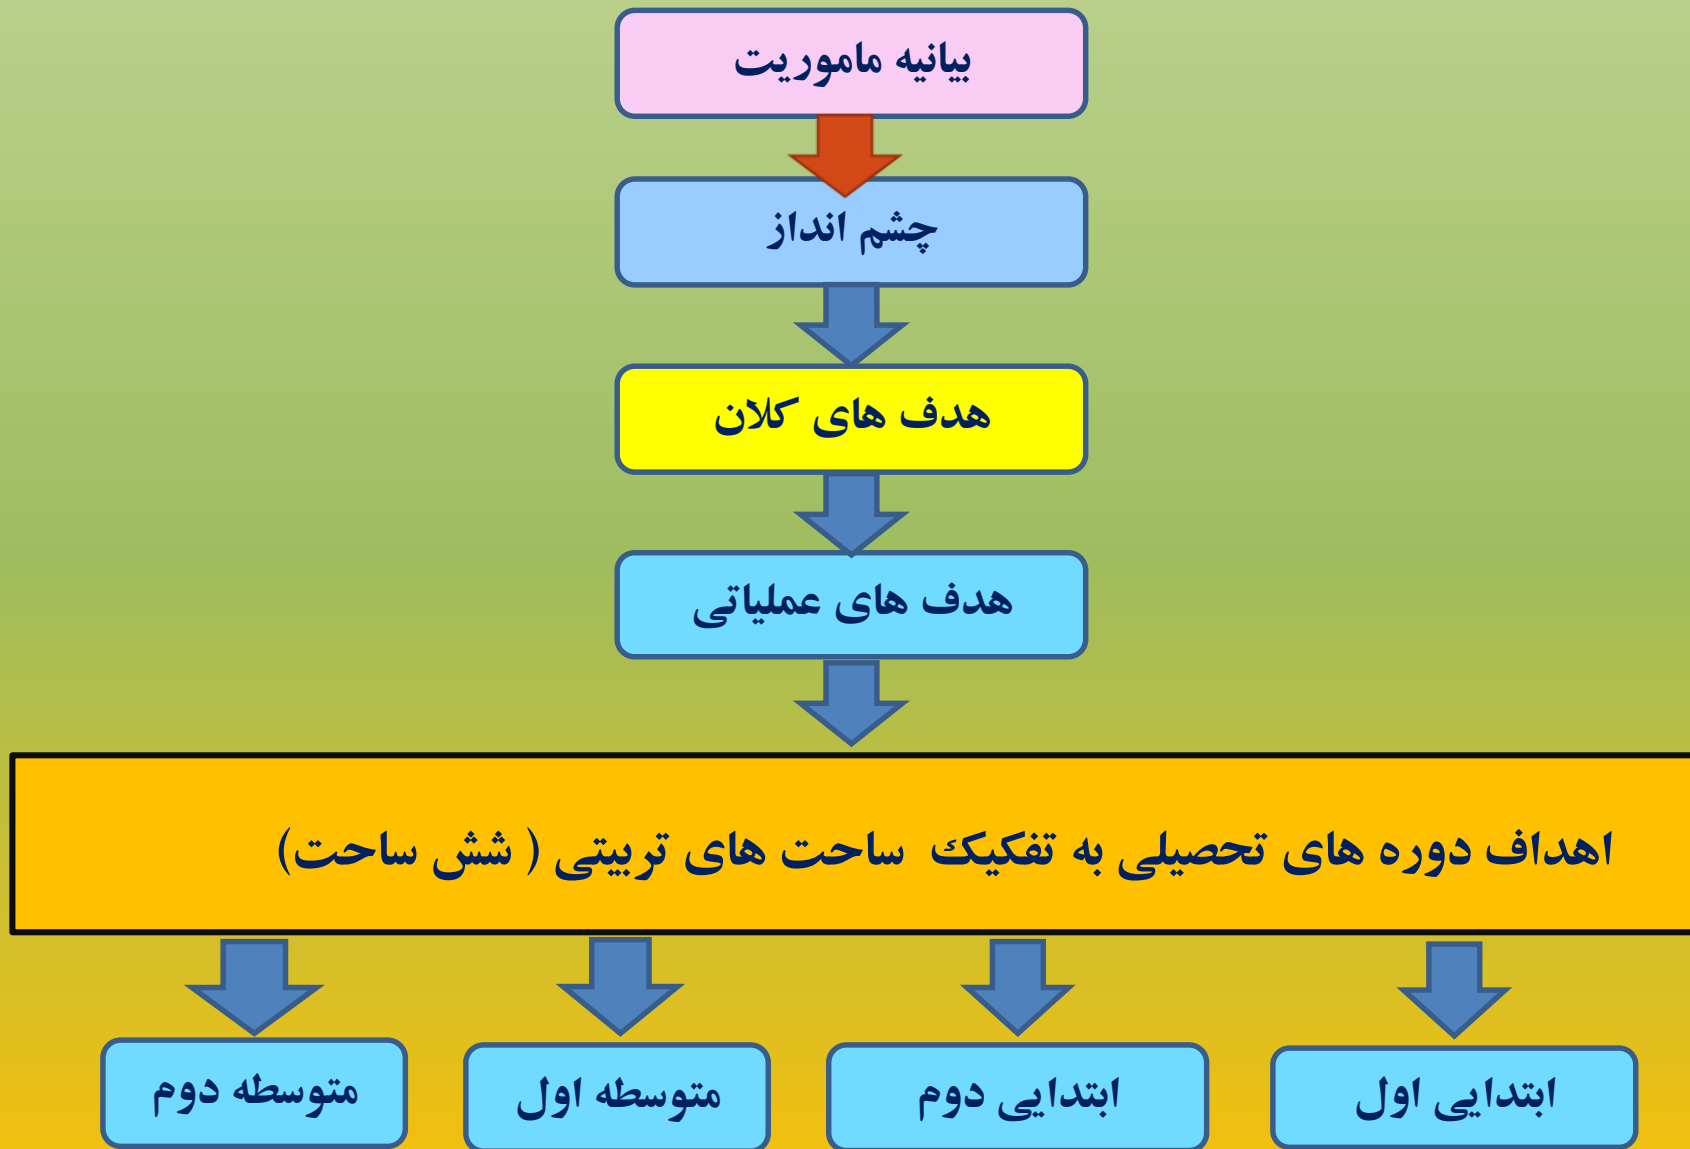 بیانیه ماموریت
چشم انداز
هدف های کلان
هدف های عملیاتی
اهداف دوره های تحصیلی به تفکیک ساحت های تربیتی ( شش ساحت)
ابتدایی اول
ابتدایی دوم
متوسطه اول
متوسطه دوم